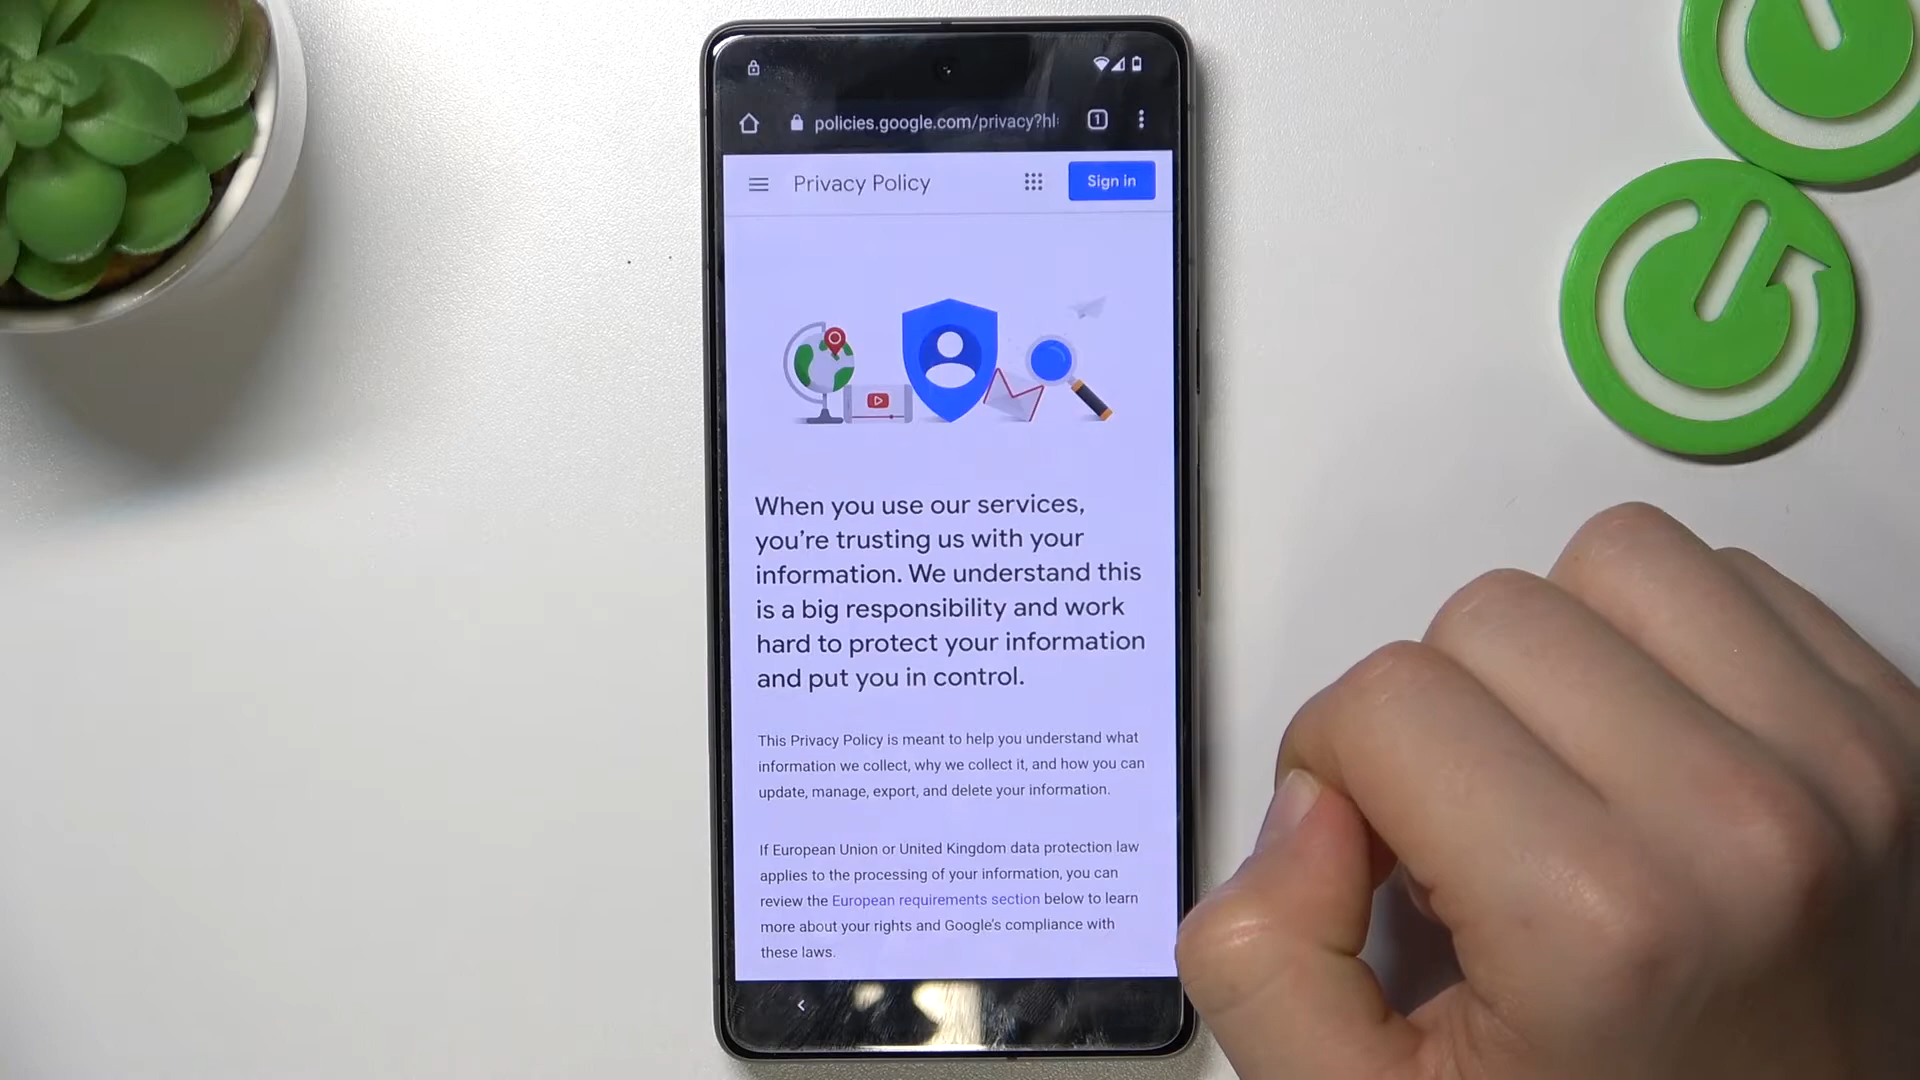 policies.google.com/privacy?hl=
1
Privacy Policy
Sign in
When you use our services,
you're trusting us with your
information. We understand this
is a big responsibility and work
hard to protect your information
and put you in control.
This Privacy Policy is meant to help you understand what
information we collect, why we collect it, and how you can
update, manage, export, and delete your information.
If European Union or United Kingdom data protection law
applies to the processing of your information, you can
review the European requirements section below to learn
more about your rights and Google's compliance with
these laws.